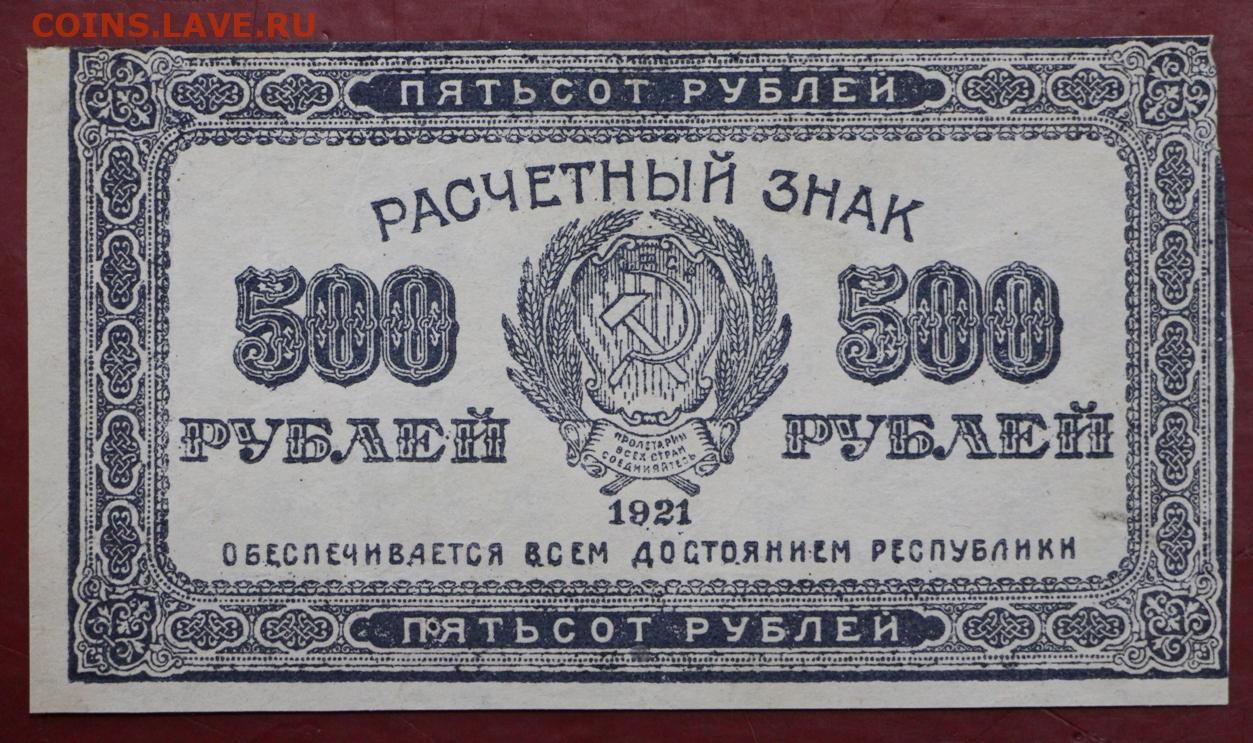 COINS.LAVE.RU
ПЯТЬСОТ РУБЛЕЙ
РАСЧЕТНЫЙ ЗНАК
500 500
РУБЛЕЙ РУБЛЕЙ
ПРОЛЕТАРИИ
ВСЕХ СТРАН
СОЕДИНЯЙТЕСЬ
1921
ОБЕСПЕЧИВАЕТСЯ ВСЕМ ДОСТОЯНИЕМ РЕСПУБЛИКИ
ПЯТЬСОТ РУБЛЕЙ